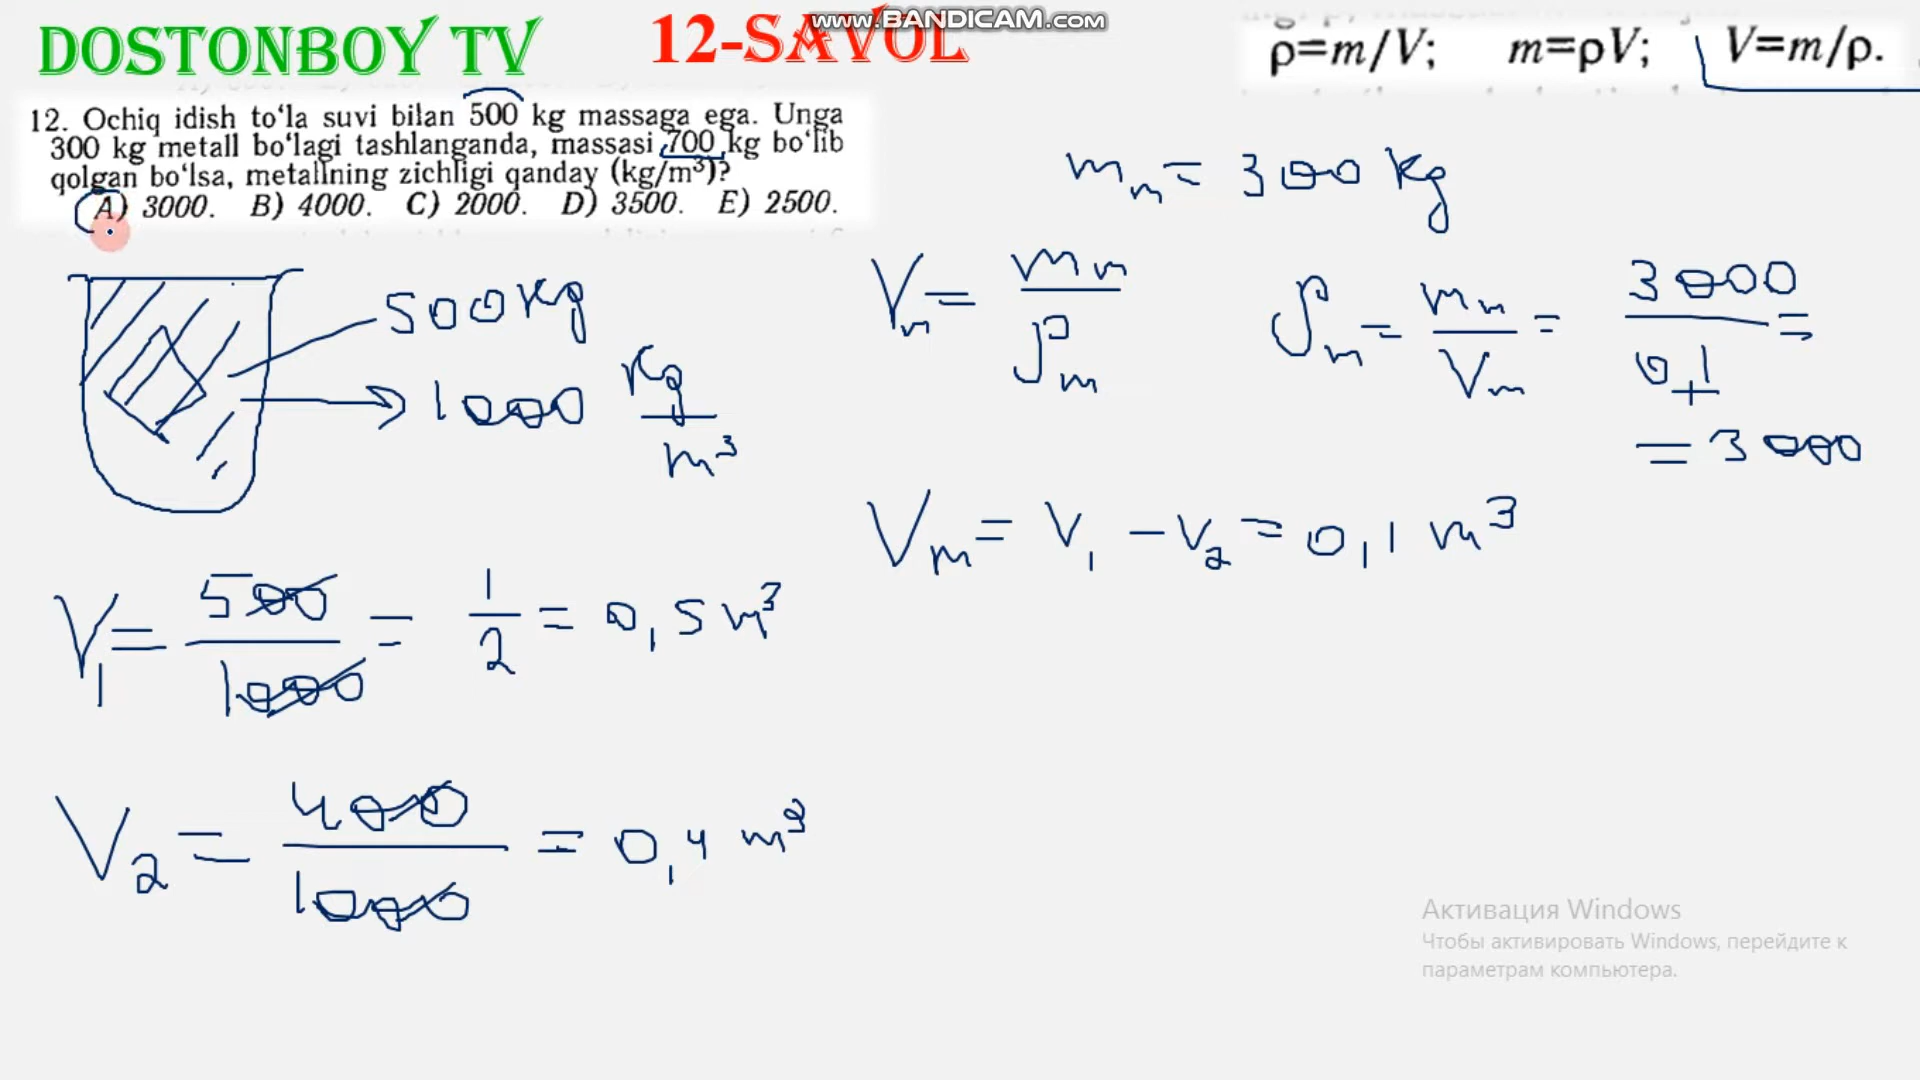 www.BANDICAM.com
DOSTONBOY TV
12-SAVOL
ρ=m/V; m=ρV; V=m/ρ.
12. Ochiq idish to‘la suvi bilan 500 kg massaga ega. Unga
300 kg metall bo‘lagi tashlanganda, massasi 700 kg bo‘lib
qolgan bo‘lsa, metallning zichligi qanday (kg/m³)?
A) 3000. B) 4000. C) 2000. D) 3500. E) 2500.
m m = 300 kg
500 kg
1000 kg/m³
Vm = mm/ρm
ρm = mm/Vm = 3000/0,1 =
= 3000
Vm = V1 - V2 = 0,1 m³
V1 = 500/1000 = 1/2 = 0,5 m³
V2 = 400/1000 = 0,4 m³
Активация Windows
Чтобы активировать Windows, перейдите к
параметрам компьютера.